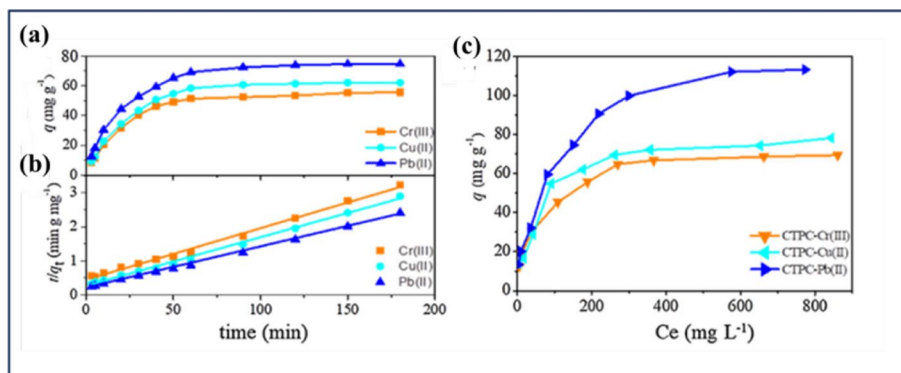 (a)
80
60
40
20
0
q (mg g⁻¹)
Cr(III)
Cu(II)
Pb(II)
(b)
3
2
1
0
t/qt (min g mg⁻¹)
Cr(III)
Cu(II)
Pb(II)
0 50 100 150 200
time (min)
(c)
120
100
80
60
40
20
0
q (mg g⁻¹)
CTPC-Cr(III)
CTPC-Cu(II)
CTPC-Pb(II)
0 200 400 600 800
Ce (mg L⁻¹)